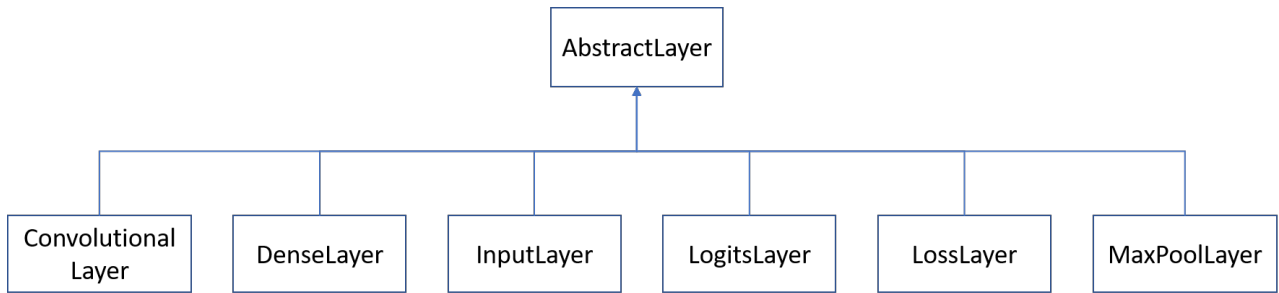 AbstractLayer
Convolutional
Layer
DenseLayer
InputLayer
LogitsLayer
LossLayer
MaxPoolLayer